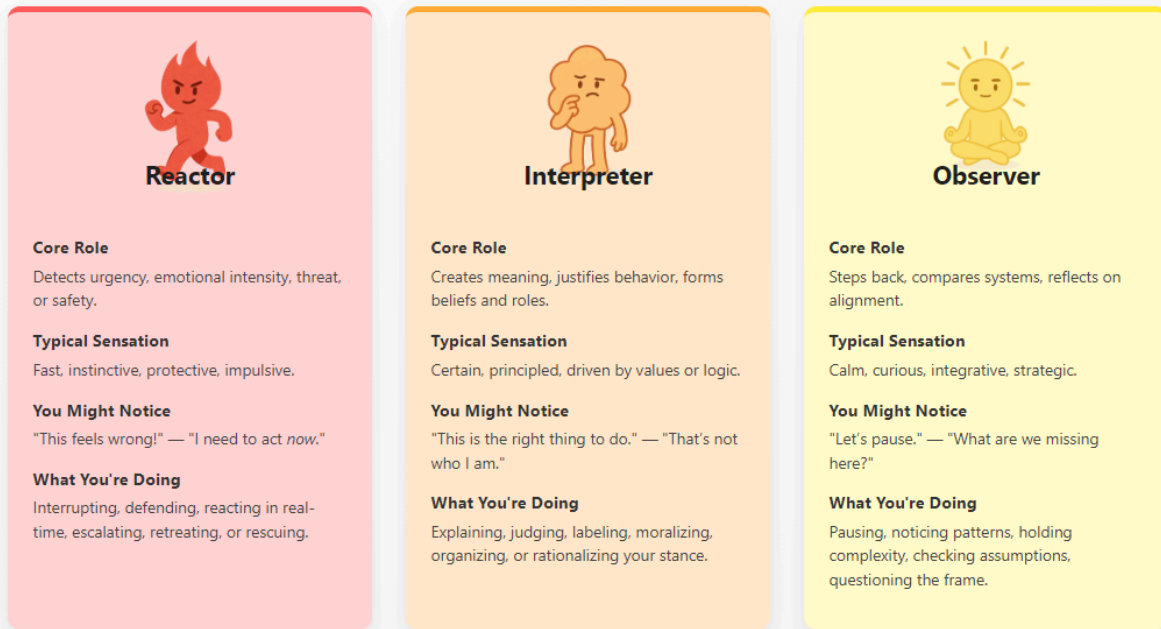 Reactor
Core Role
Detects urgency, emotional intensity, threat,
or safety.
Typical Sensation
Fast, instinctive, protective, impulsive.
You Might Notice
"This feels wrong!" — "I need to act now."
What You're Doing
Interrupting, defending, reacting in real-
time, escalating, retreating, or rescuing.
Interpreter
Core Role
Creates meaning, justifies behavior, forms
beliefs and roles.
Typical Sensation
Certain, principled, driven by values or logic.
You Might Notice
"This is the right thing to do." — "That’s not
who I am."
What You're Doing
Explaining, judging, labeling, moralizing,
organizing, or rationalizing your stance.
Observer
Core Role
Steps back, compares systems, reflects on
alignment.
Typical Sensation
Calm, curious, integrative, strategic.
You Might Notice
"Let’s pause." — "What are we missing
here?"
What You're Doing
Pausing, noticing patterns, holding
complexity, checking assumptions,
questioning the frame.